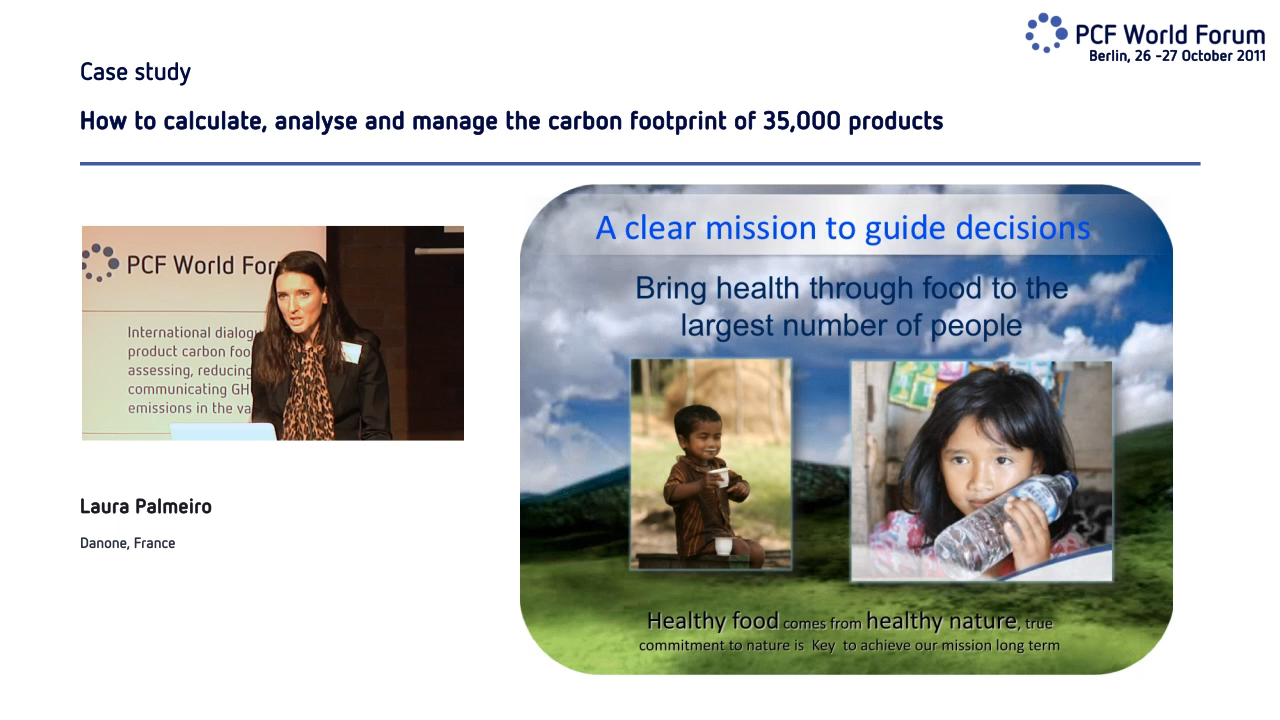 PCF World Forum
Berlin, 26 -27 October 2011
Case study
How to calculate, analyse and manage the carbon footprint of 35,000 products
PCF World For
International dialog
product carbon foo
assessing, reducing
communicating GH
emissions in the va
Laura Palmeiro
Danone, France
A clear mission to guide decisions
Bring health through food to the
largest number of people
Healthy food comes from healthy nature, true
commitment to nature is Key to achieve our mission long term